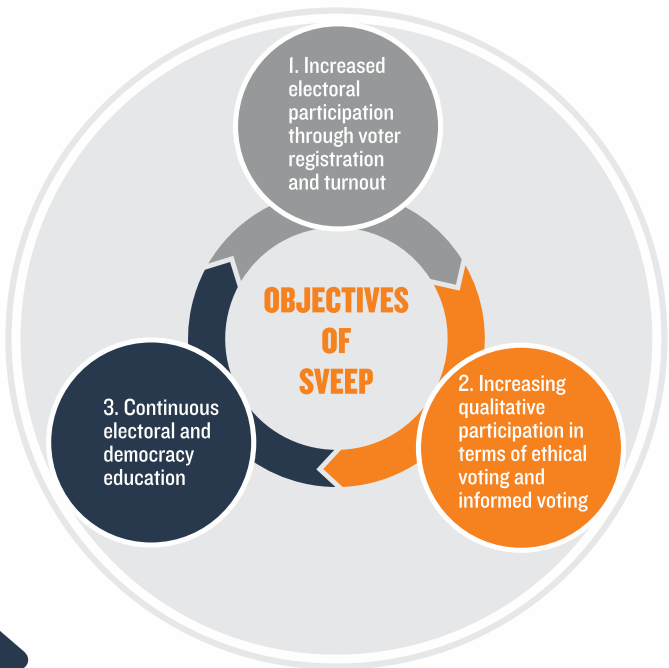 1. Increased
electoral
participation
through voter
registration
and turnout
OBJECTIVES
OF
SVEEP
2. Increasing
qualitative
participation in
terms of ethical
voting and
informed voting
3. Continuous
electoral and
democracy
education